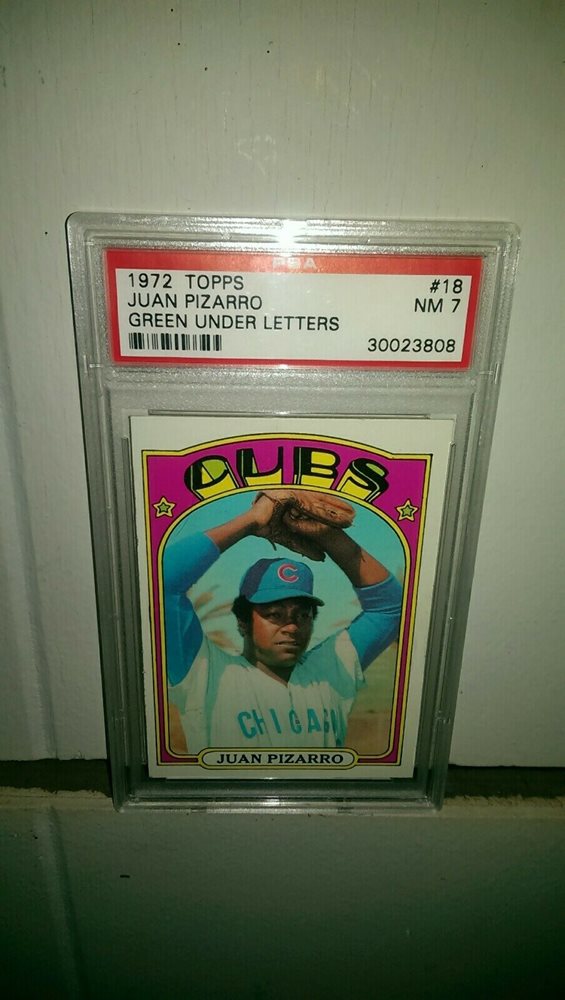 PSA
1972 TOPPS #18
JUAN PIZARRO NM 7
GREEN UNDER LETTERS
30023808
CUBS
C
CHICAGO
JUAN PIZARRO